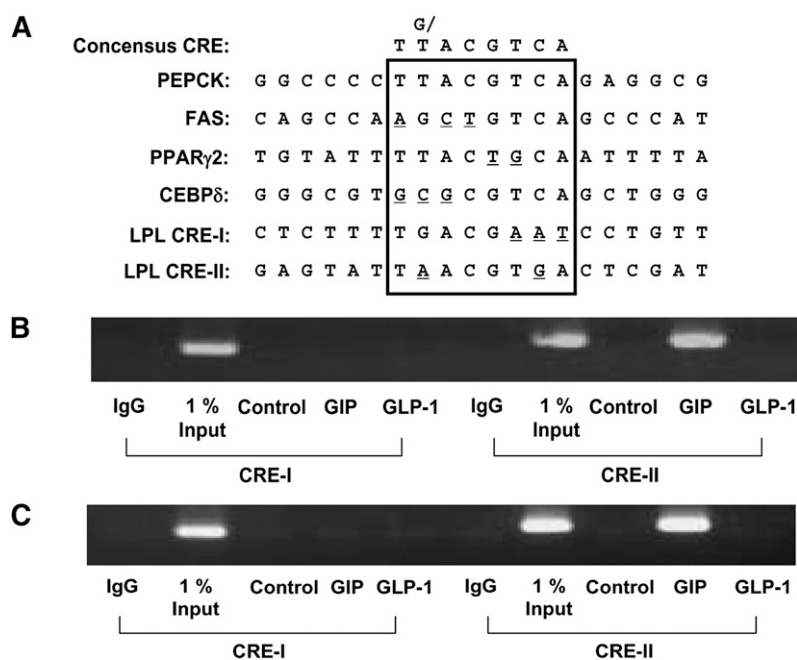 A
G/
Concensus CRE: T T A C G T C A
PEPCK: G G C C C C T T A C G T C A G A G G C G
FAS: C A G C C A A G C T G T C A G C C C A T
PPARγ2: T G T A T T T T A C T G C A A T T T T A
CEBPδ: G G G C G T G C G C G T C A G C T G G G
LPL CRE-I: C T C T T T T G A C G A A T C C T G T T
LPL CRE-II: G A G T A T T A A C G T G A C T C G A T
B
IgG 1 % Control GIP GLP-1 IgG 1 % Control GIP GLP-1
Input Input
CRE-I CRE-II
C
IgG 1 % Control GIP GLP-1 IgG 1 % Control GIP GLP-1
Input Input
CRE-I CRE-II